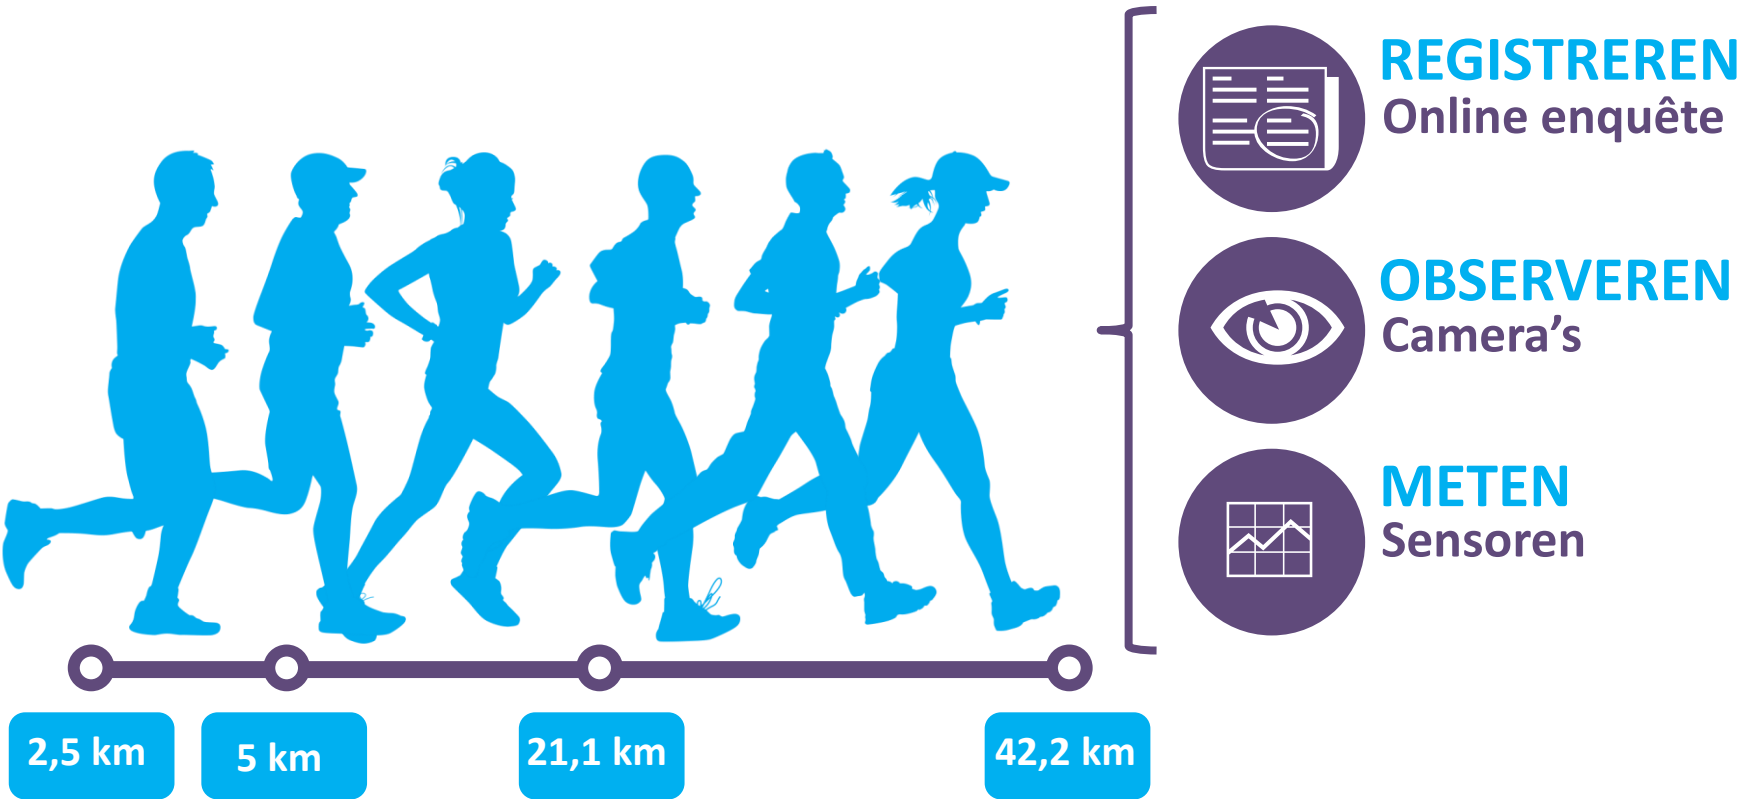 REGISTREREN
Online enquête
OBSERVEREN
Camera’s
METEN
Sensoren
2,5 km
5 km
21,1 km
42,2 km